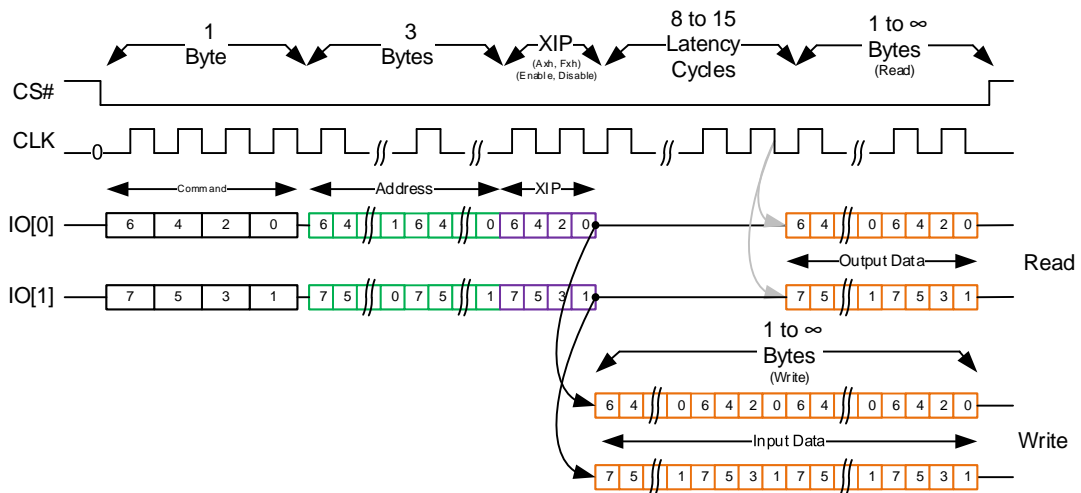 1 Byte
3 Bytes
XIP
(Axh, Fxh)
(Enable, Disable)
8 to 15 Latency Cycles
1 to ∞ Bytes
(Read)
CS#
CLK 0
Command
Address
XIP
IO[0] 6 4 2 0 6 4 1 6 4 0 6 4 2 0 6 4 0 6 4 2 0
Output Data
Read
IO[1] 7 5 3 1 7 5 0 7 5 1 7 5 3 1 7 5 1 7 5 3 1
1 to ∞ Bytes
(Write)
6 4 0 6 4 2 0 6 4 0 6 4 2 0
Input Data
Write
7 5 1 7 5 3 1 7 5 1 7 5 3 1